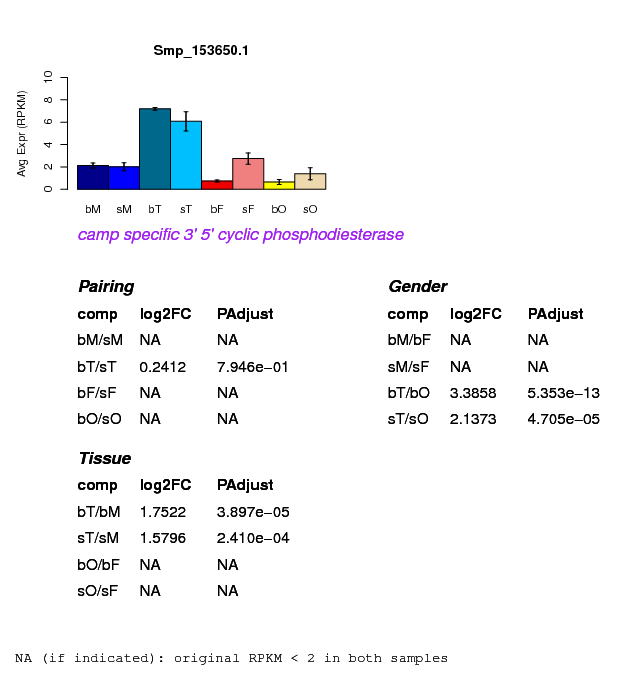 Smp_153650.1
Avg Expr (RPKM)
0 2 4 6 8 10
bM sM bT sT bF sF bO sO
camp specific 3' 5' cyclic phosphodiesterase
Pairing
comp log2FC PAdjust
bM/sM NA NA
bT/sT 0.2412 7.946e−01
bF/sF NA NA
bO/sO NA NA
Gender
comp log2FC PAdjust
bM/bF NA NA
sM/sF NA NA
bT/bO 3.3858 5.353e−13
sT/sO 2.1373 4.705e−05
Tissue
comp log2FC PAdjust
bT/bM 1.7522 3.897e−05
sT/sM 1.5796 2.410e−04
bO/bF NA NA
sO/sF NA NA
NA (if indicated): original RPKM < 2 in both samples